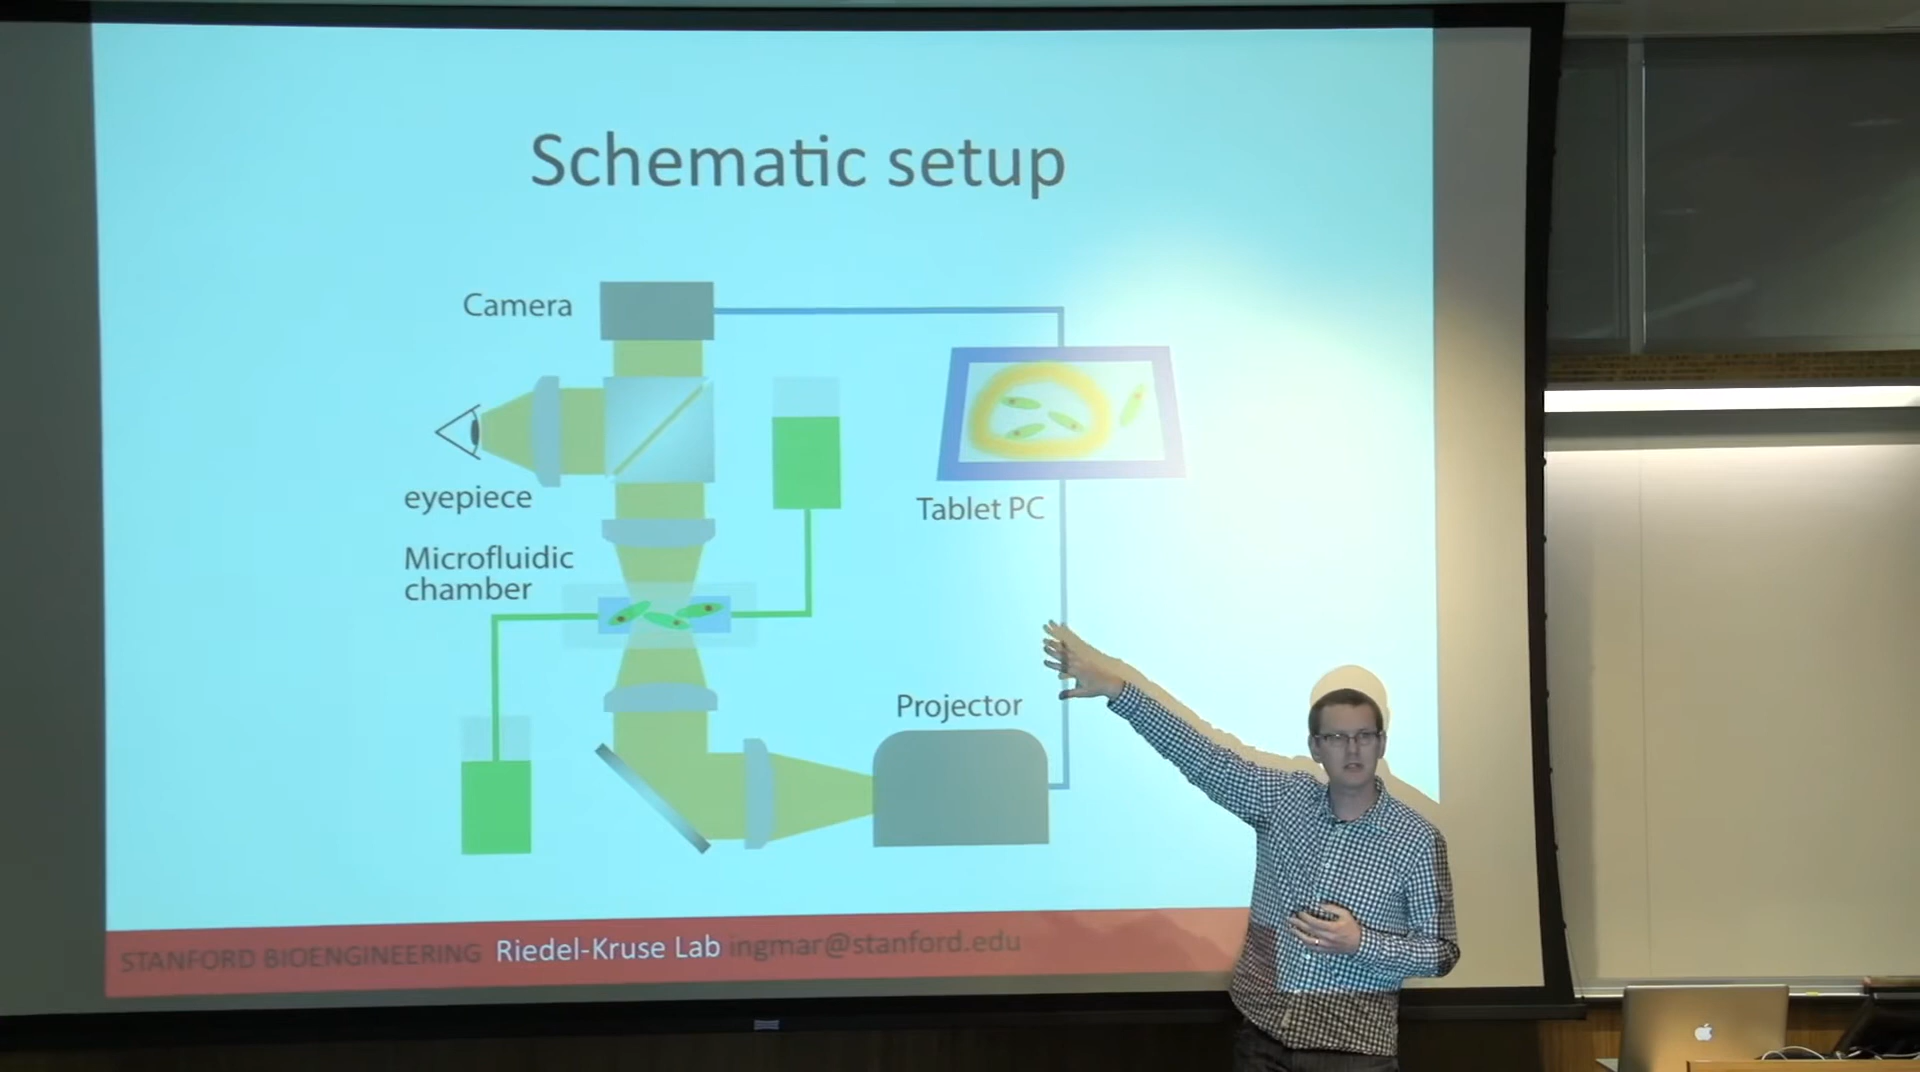 Schematic setup
Camera
eyepiece
Tablet PC
Microfluidic
chamber
Projector
STANFORD BIOENGINEERING Riedel-Kruse Lab ingmar@stanford.edu